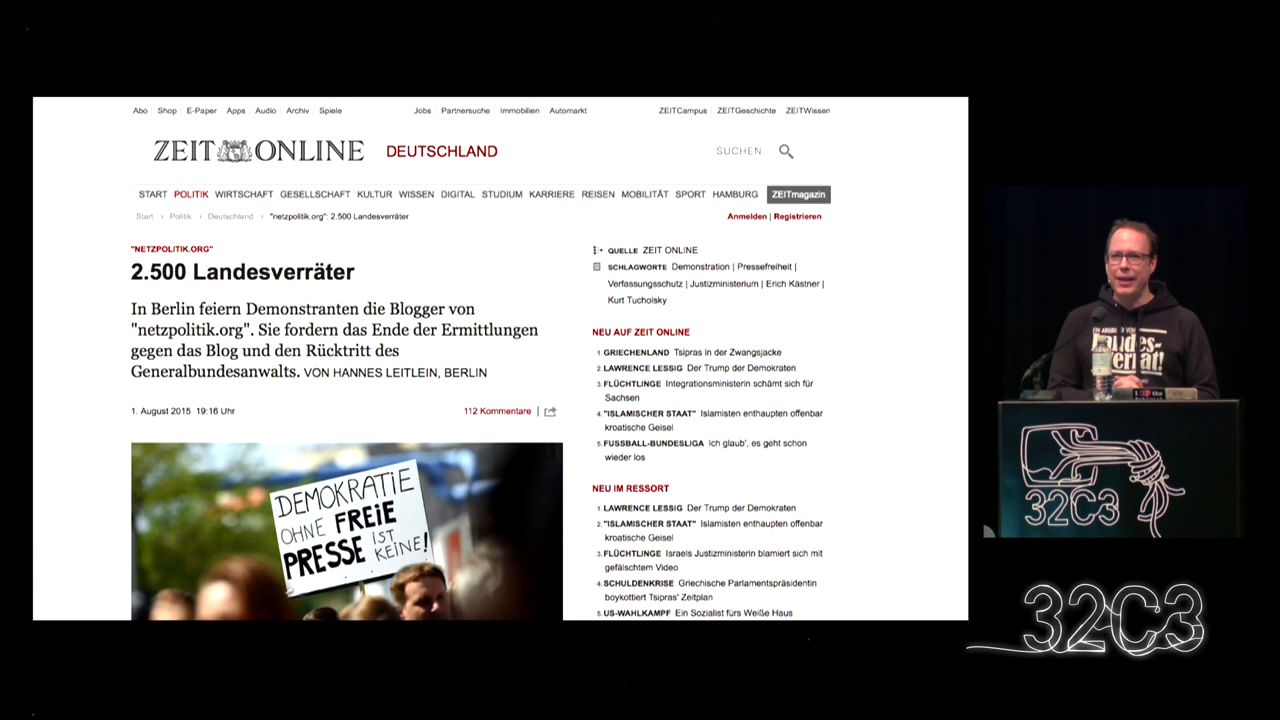 Abo Shop E-Paper Apps Audio Archiv Spiele Jobs Partnersuche Immobilien Automarkt ZEITCampus ZEITGeschichte ZEITWissen
ZEIT ONLINE DEUTSCHLAND SUCHEN
START POLITIK WIRTSCHAFT GESELLSCHAFT KULTUR WISSEN DIGITAL STUDIUM KARRIERE REISEN MOBILITÄT SPORT HAMBURG ZEITmagazin
Start › Politik › Deutschland › "netzpolitik.org": 2.500 Landesverräter Anmelden | Registrieren
"NETZPOLITIK.ORG"
2.500 Landesverräter
In Berlin feiern Demonstranten die Blogger von
"netzpolitik.org". Sie fordern das Ende der Ermittlungen
gegen das Blog und den Rücktritt des
Generalbundesanwalts. VON HANNES LEITLEIN, BERLIN
1. August 2015 19:16 Uhr 112 Kommentare |
DEMOKRATiE
OHNE FREiE
PRESSE iST
KEiNE!
QUELLE ZEIT ONLINE
SCHLAGWORTE Demonstration | Pressefreiheit |
Verfassungsschutz | Justizministerium | Erich Kästner |
Kurt Tucholsky
NEU AUF ZEIT ONLINE
1. GRIECHENLAND Tsipras in der Zwangsjacke
2. LAWRENCE LESSIG Der Trump der Demokraten
3. FLÜCHTLINGE Integrationsministerin schämt sich für
Sachsen
4. "ISLAMISCHER STAAT" Islamisten enthaupten offenbar
kroatische Geisel
5. FUSSBALL-BUNDESLIGA Ich glaub', es geht schon
wieder los
NEU IM RESSORT
1. LAWRENCE LESSIG Der Trump der Demokraten
2. "ISLAMISCHER STAAT" Islamisten enthaupten offenbar
kroatische Geisel
3. FLÜCHTLINGE Israels Justizministerin blamiert sich mit
gefälschtem Video
4. SCHULDENKRISE Griechische Parlamentspräsidentin
boykottiert Tsipras' Zeitplan
5. US-WAHLKAMPF Ein Sozialist fürs Weiße Haus
Landes-
verrat!
32C3
32C3